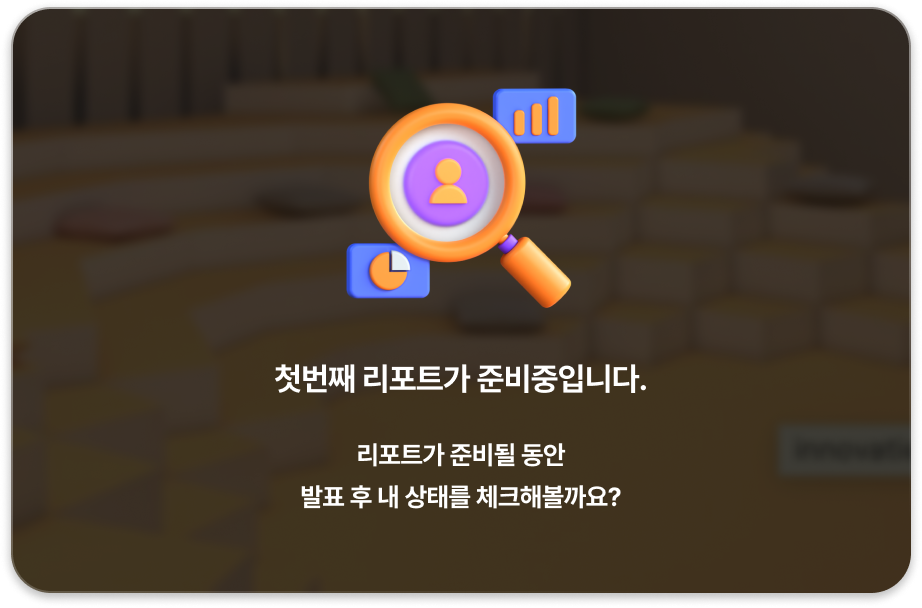 첫번째 리포트가 준비중입니다.
리포트가 준비될 동안
발표 후 내 상태를 체크해볼까요?